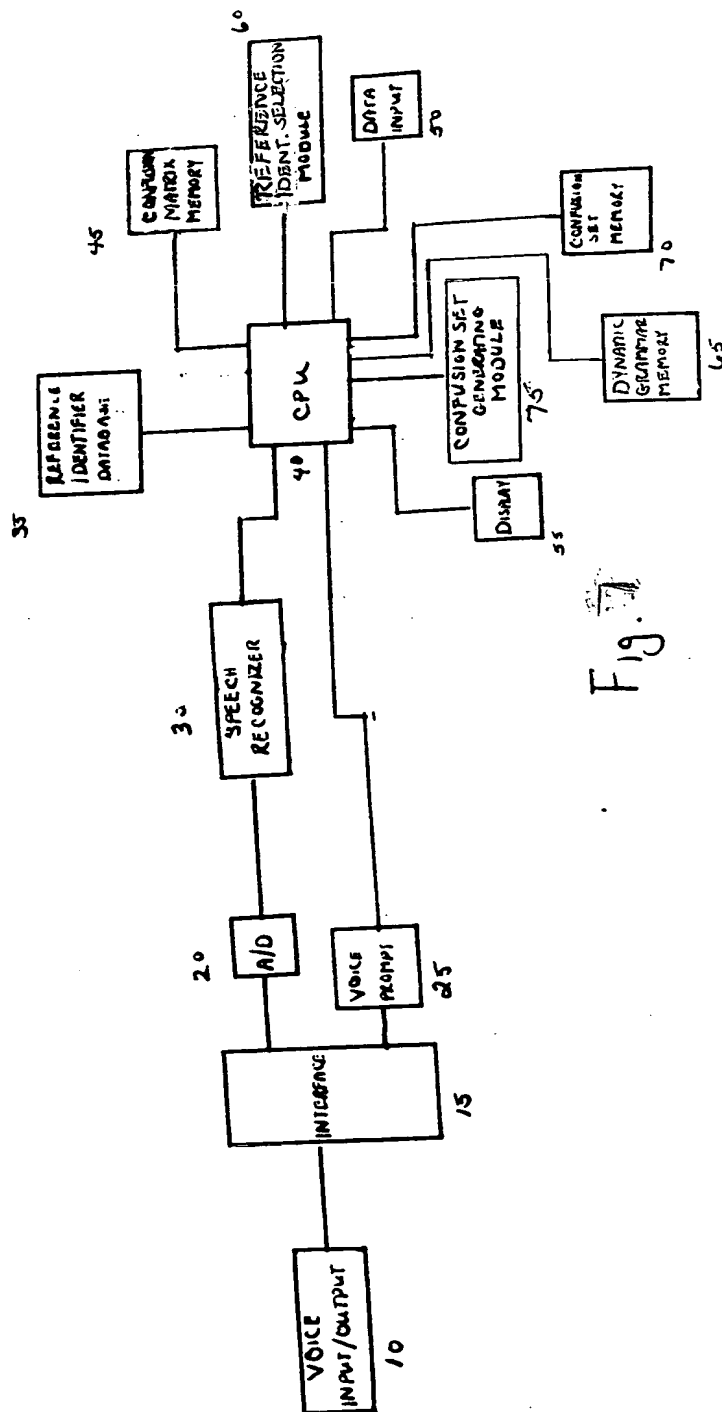 VOICE
INPUT/OUTPUT
10
INTERFACE
15
20
A/D
VOICE
PROMPTS
25
30
SPEECH
RECOGNIZER
35
REFERENCE
IDENTIFIER
DATABASE
CPU
40
45
CONFUSION
MATRIX
MEMORY
60
REFERENCE
IDENT. SELECTION
MODULE
DATA
INPUT
50
DISPLAY
55
CONFUSION SET
GENERATING
MODULE
75
CONFUSION
SET
MEMORY
70
DYNAMIC
GRAMMAR
MEMORY
65
Fig. 7